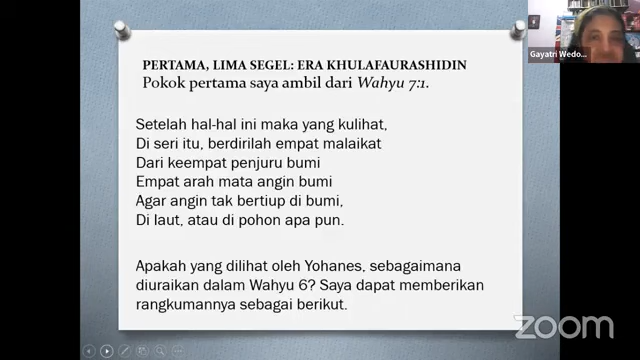 Gayatri Wedo...
PERTAMA, LIMA SEGEL: ERA KHULAFAURASHIDIN
Pokok pertama saya ambil dari Wahyu 7:1.
Setelah hal-hal ini maka yang kulihat,
Di seri itu, berdirilah empat malaikat
Dari keempat penjuru bumi
Empat arah mata angin bumi
Agar angin tak bertiup di bumi,
Di laut, atau di pohon apa pun.
Apakah yang dilihat oleh Yohanes, sebagaimana
diuraikan dalam Wahyu 6? Saya dapat memberikan
rangkumannya sebagai berikut.
zoom